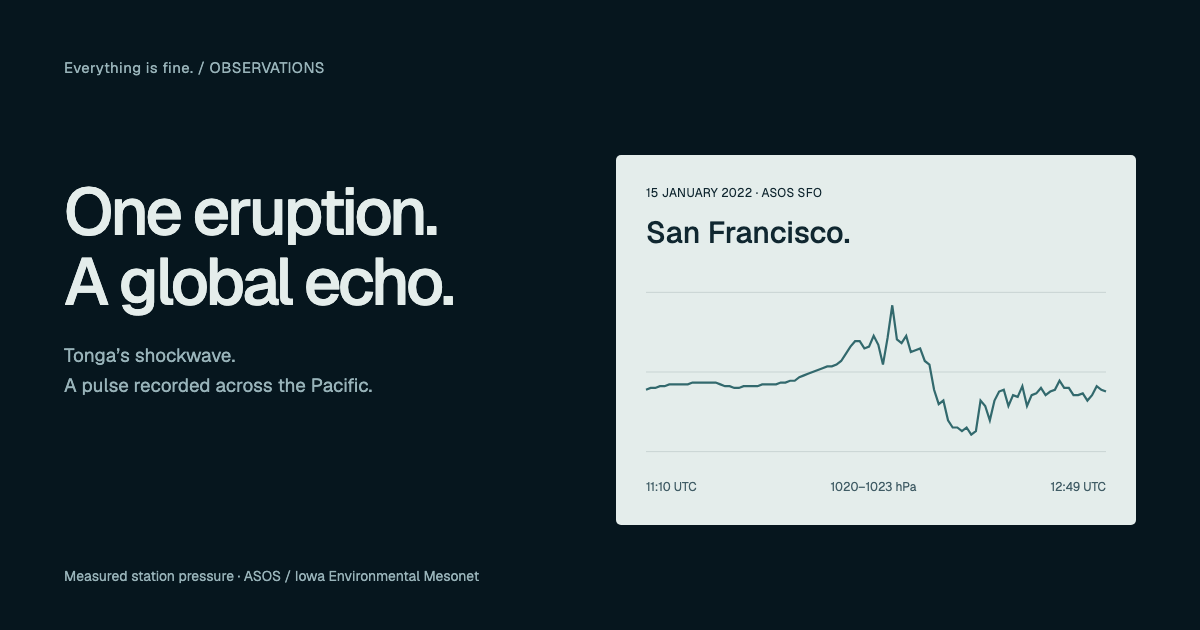 Everything is fine. / OBSERVATIONS
One eruption.
A global echo.
Tonga’s shockwave.
A pulse recorded across the Pacific.
15 JANUARY 2022 · ASOS SFO
San Francisco.
11:10 UTC
1020–1023 hPa
12:49 UTC
Measured station pressure · ASOS / Iowa Environmental Mesonet